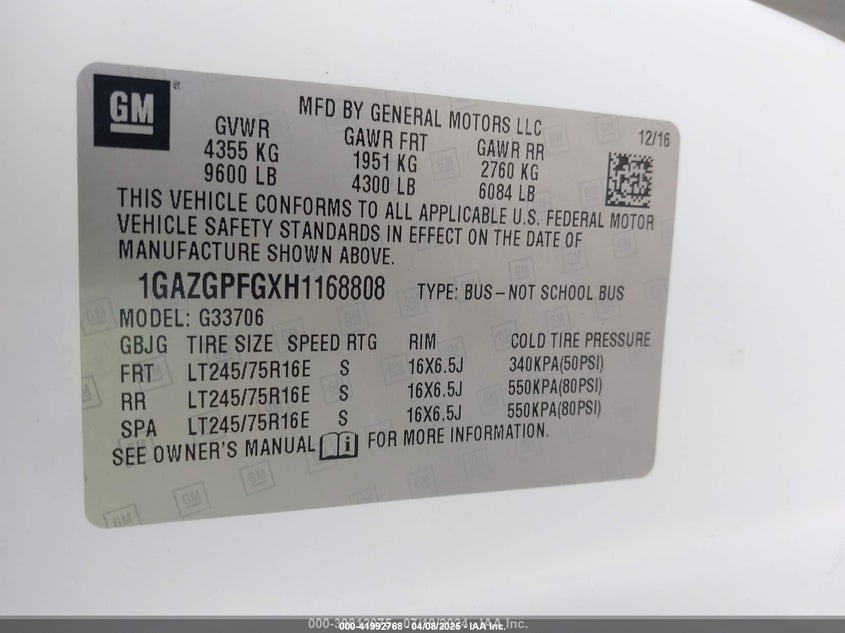 GM
MFD BY GENERAL MOTORS LLC
12/16
GVWR GAWR FRT GAWR RR
4355 KG 1951 KG 2760 KG
9600 LB 4300 LB 6084 LB
THIS VEHICLE CONFORMS TO ALL APPLICABLE U.S. FEDERAL MOTOR
VEHICLE SAFETY STANDARDS IN EFFECT ON THE DATE OF
MANUFACTURE SHOWN ABOVE.
1GAZGPFGXH1168808 TYPE: BUS–NOT SCHOOL BUS
MODEL: G33706
GBJG TIRE SIZE SPEED RTG RIM COLD TIRE PRESSURE
FRT LT245/75R16E S 16X6.5J 340KPA(50PSI)
RR LT245/75R16E S 16X6.5J 550KPA(80PSI)
SPA LT245/75R16E S 16X6.5J 550KPA(80PSI)
SEE OWNER'S MANUAL i FOR MORE INFORMATION.
000-41992768 04/08/2025 - IAA Inc.